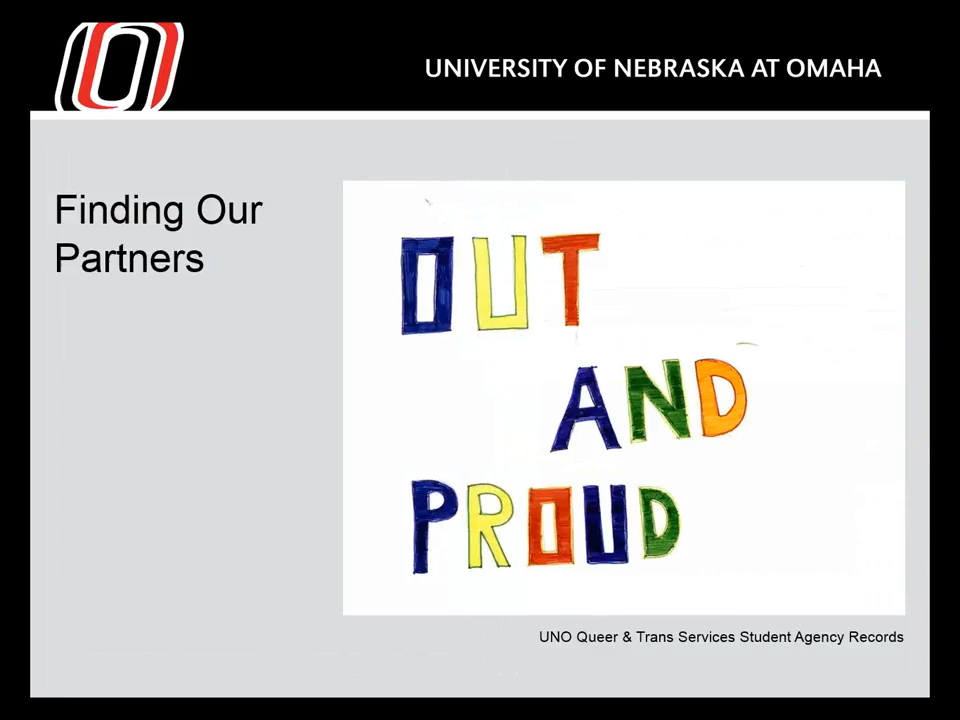 UNIVERSITY OF NEBRASKA AT OMAHA
Finding Our
Partners
OUT
AND
PROUD
UNO Queer & Trans Services Student Agency Records